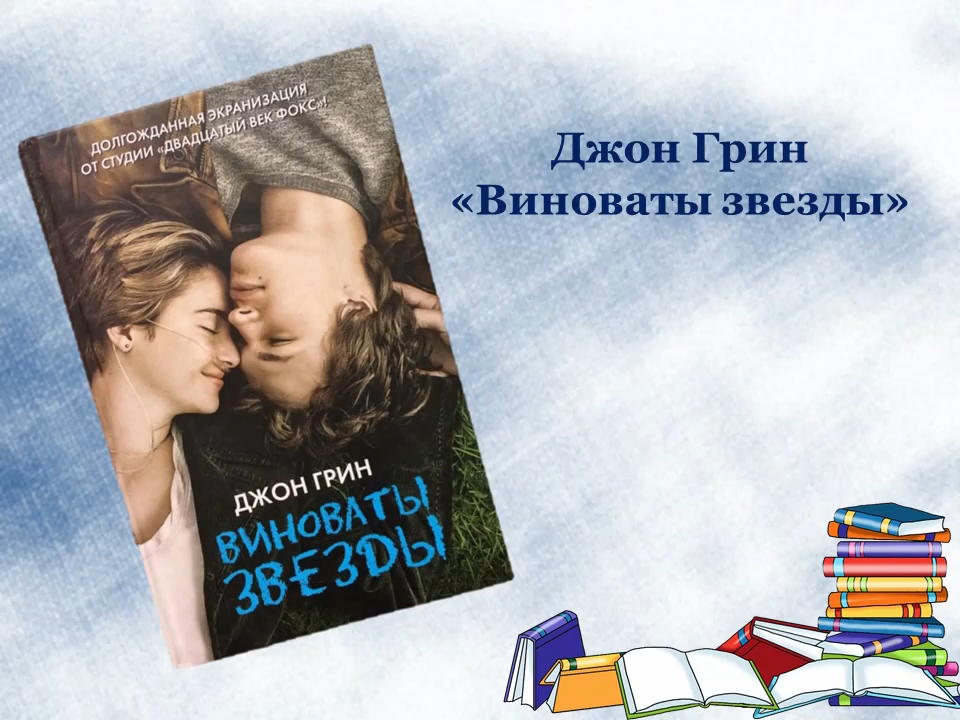 ДОЛГОЖДАННАЯ ЭКРАНИЗАЦИЯ
ОТ СТУДИИ «ДВАДЦАТЫЙ ВЕК ФОКС»!
ДЖОН ГРИН
ВИНОВАТЫ
ЗВЕЗДЫ
Джон Грин
«Виноваты звезды»